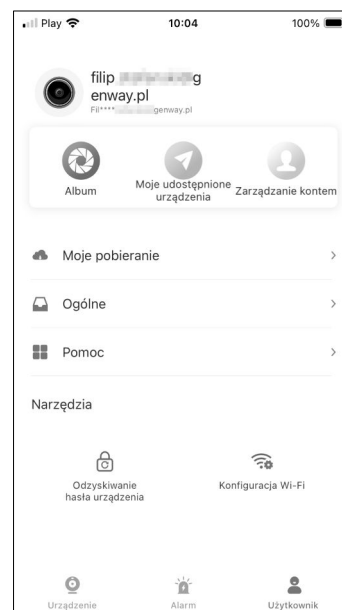 Play 10:04 100%
filip g
enway.pl
Fil**** genway.pl
Album
Moje udostępnione
urządzenia
Zarządzanie kontem
Moje pobieranie
Ogólne
Pomoc
Narzędzia
Odzyskiwanie
hasła urządzenia
Konfiguracja Wi-Fi
Urządzenie Alarm Użytkownik